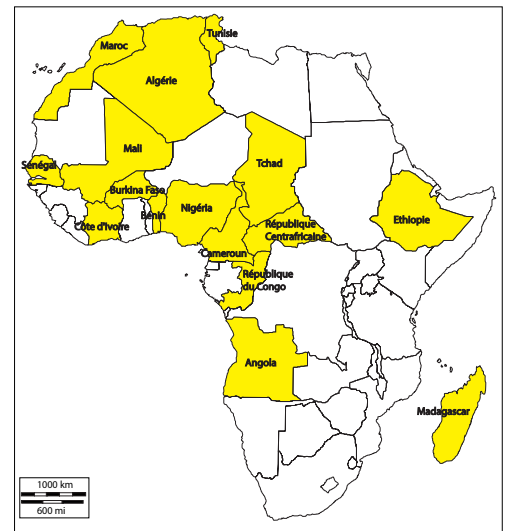 Tunisie
Maroc
Algérie
Mali
Sénégal
Tchad
Burkina Faso
Nigéria
Bénin
Côte d'Ivoire
Ethiopie
République
Centrafricaine
Cameroun
République
du Congo
Angola
Madagascar
1000 km
600 mi